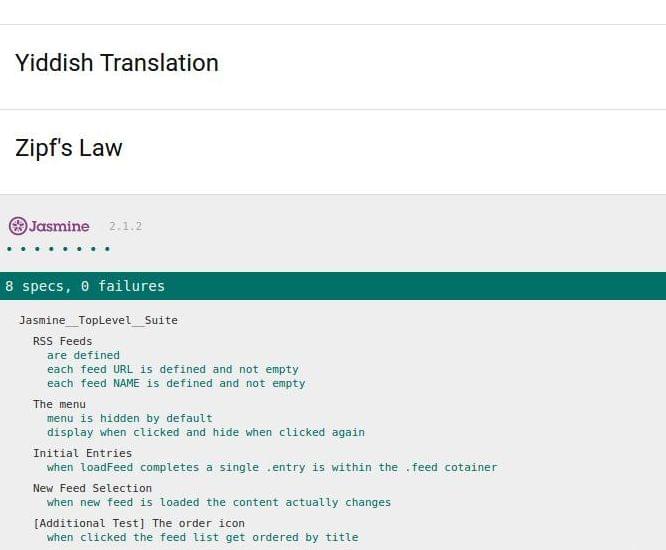 Yiddish Translation
Zipf's Law
Jasmine 2.1.2
8 specs, 0 failures
Jasmine__TopLevel__Suite
RSS Feeds
are defined
each feed URL is defined and not empty
each feed NAME is defined and not empty
The menu
menu is hidden by default
display when clicked and hide when clicked again
Initial Entries
when loadFeed completes a single .entry is within the .feed cotainer
New Feed Selection
when new feed is loaded the content actually changes
[Additional Test] The order icon
when clicked the feed list get ordered by title